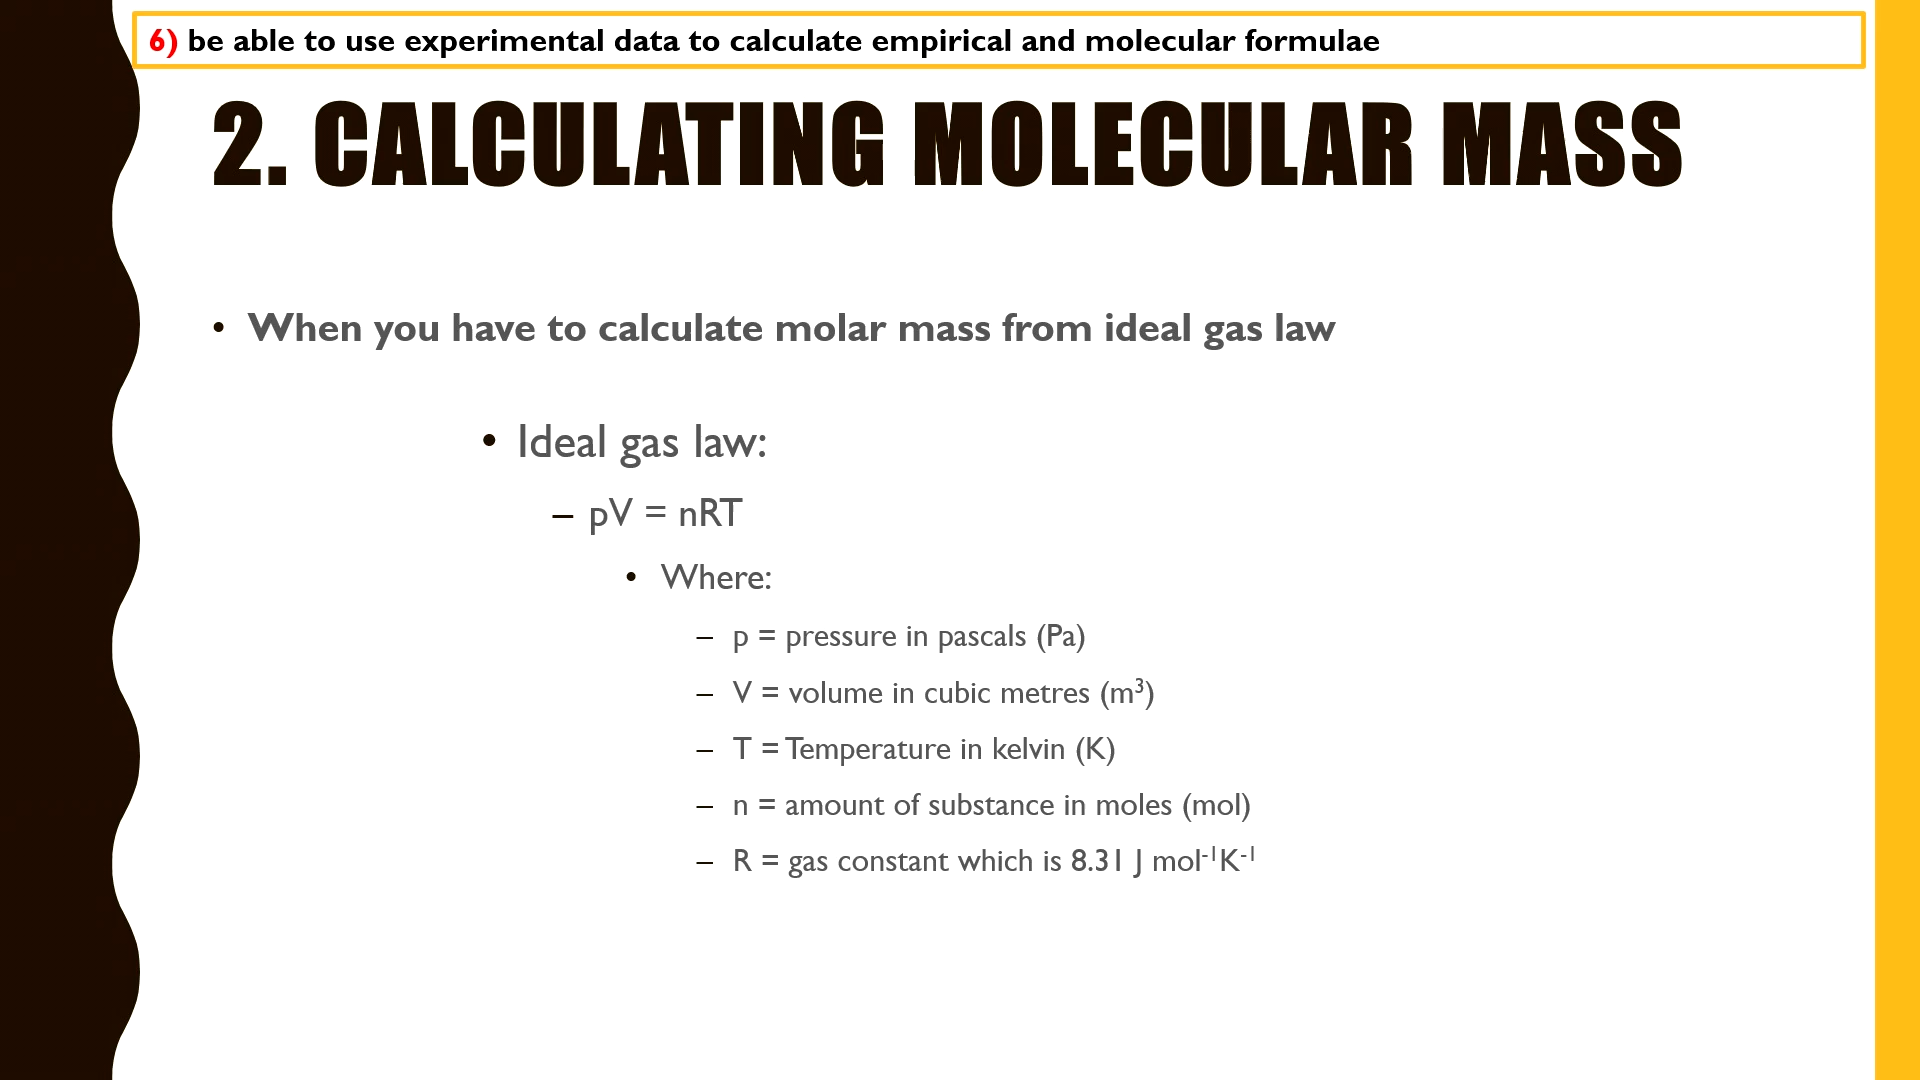 6) be able to use experimental data to calculate empirical and molecular formulae
2. CALCULATING MOLECULAR MASS
• When you have to calculate molar mass from ideal gas law
• Ideal gas law:
– pV = nRT
• Where:
– p = pressure in pascals (Pa)
– V = volume in cubic metres (m³)
– T = Temperature in kelvin (K)
– n = amount of substance in moles (mol)
– R = gas constant which is 8.31 J mol⁻¹K⁻¹